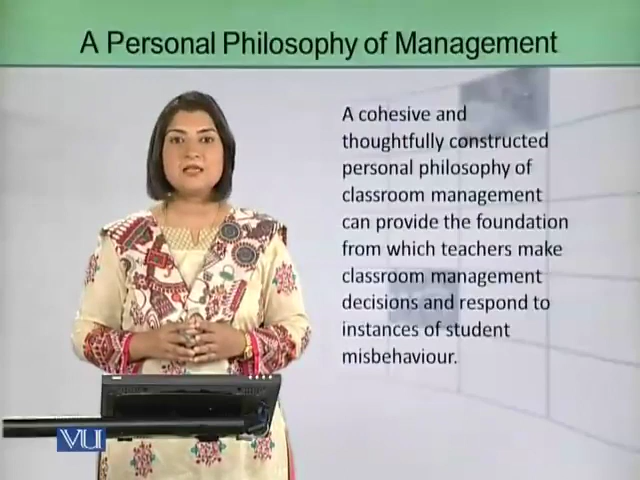 A Personal Philosophy of Management
A cohesive and
thoughtfully constructed
personal philosophy of
classroom management
can provide the foundation
from which teachers make
classroom management
decisions and respond to
instances of student
misbehaviour.
VU